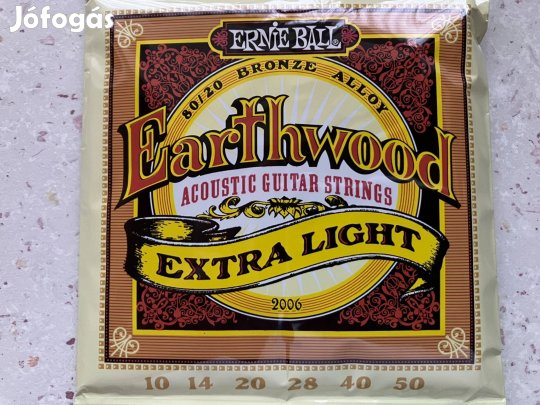 Jófogás
ERNIE BALL
80/20 BRONZE ALLOY
Earthwood
ACOUSTIC GUITAR STRINGS
EXTRA LIGHT
2006
10 14 20 28 40 50